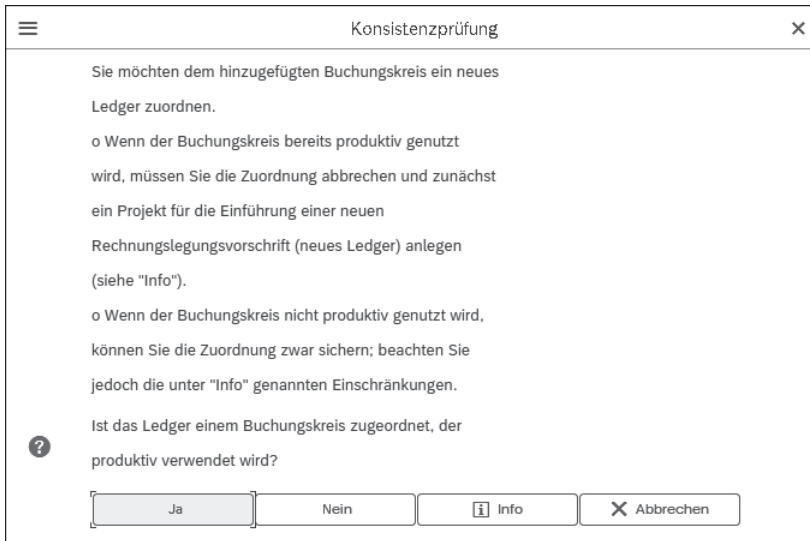 Konsistenzprüfung
Sie möchten dem hinzugefügten Buchungskreis ein neues
Ledger zuordnen.
o Wenn der Buchungskreis bereits produktiv genutzt
wird, müssen Sie die Zuordnung abbrechen und zunächst
ein Projekt für die Einführung einer neuen
Rechnungslegungsvorschrift (neues Ledger) anlegen
(siehe "Info").
o Wenn der Buchungskreis nicht produktiv genutzt wird,
können Sie die Zuordnung zwar sichern; beachten Sie
jedoch die unter "Info" genannten Einschränkungen.
Ist das Ledger einem Buchungskreis zugeordnet, der
produktiv verwendet wird?
Ja Nein Info Abbrechen